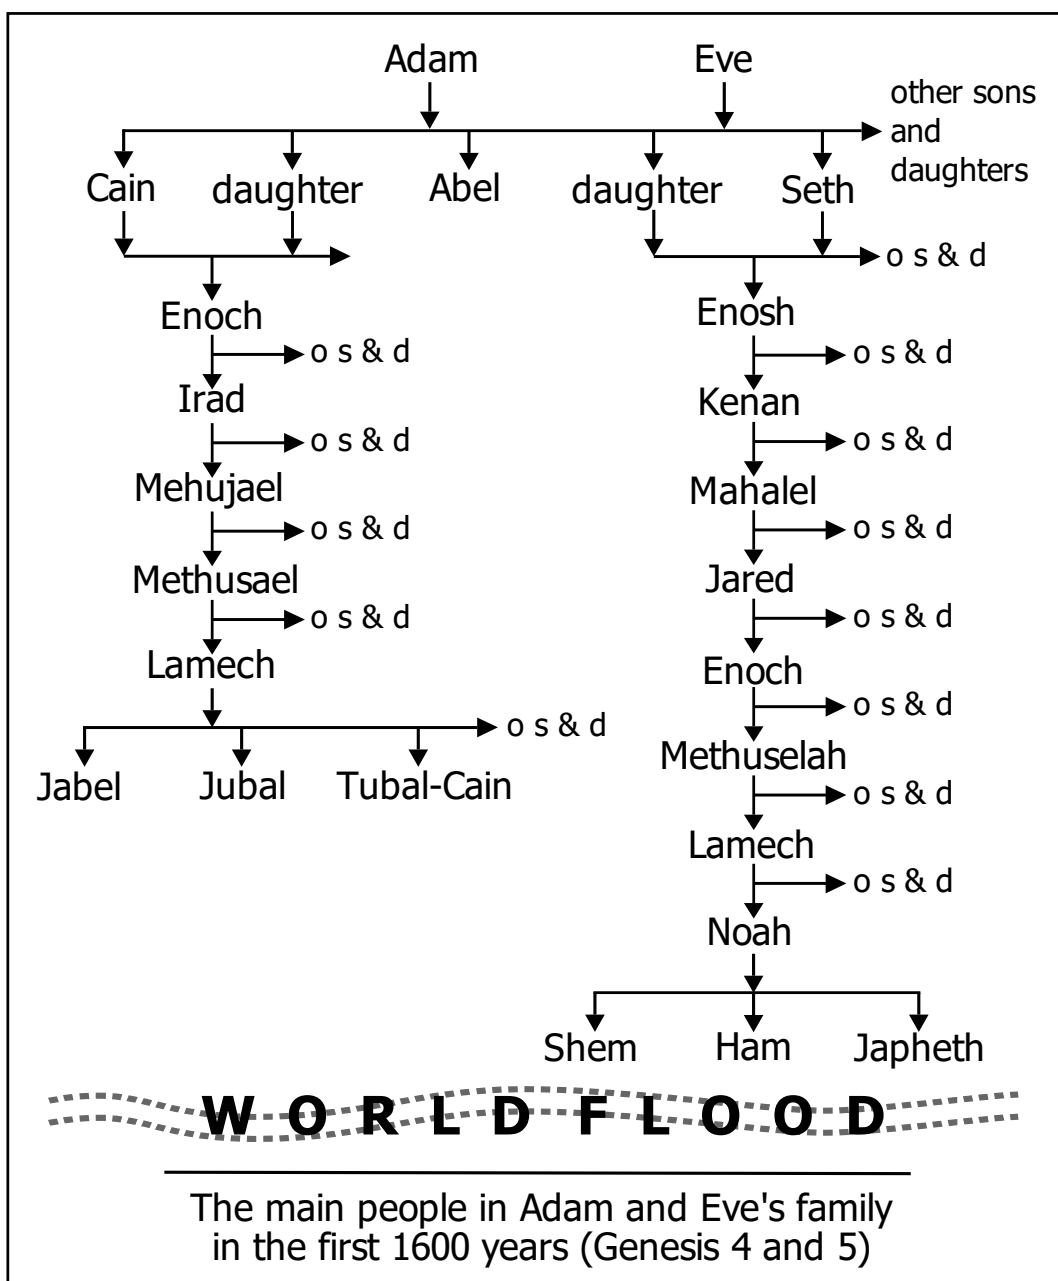 Adam Eve
other sons
and
daughters
Cain daughter Abel daughter Seth
o s & d
Enoch Enosh
o s & d o s & d
Irad Kenan
o s & d o s & d
Mehujael Mahalel
o s & d o s & d
Methusael Jared
o s & d o s & d
Lamech Enoch
o s & d
o s & d
Jabel Jubal Tubal-Cain Methuselah
o s & d
Lamech
o s & d
Noah
Shem Ham Japheth
W O R L D F L O O D
The main people in Adam and Eve's family
in the first 1600 years (Genesis 4 and 5)